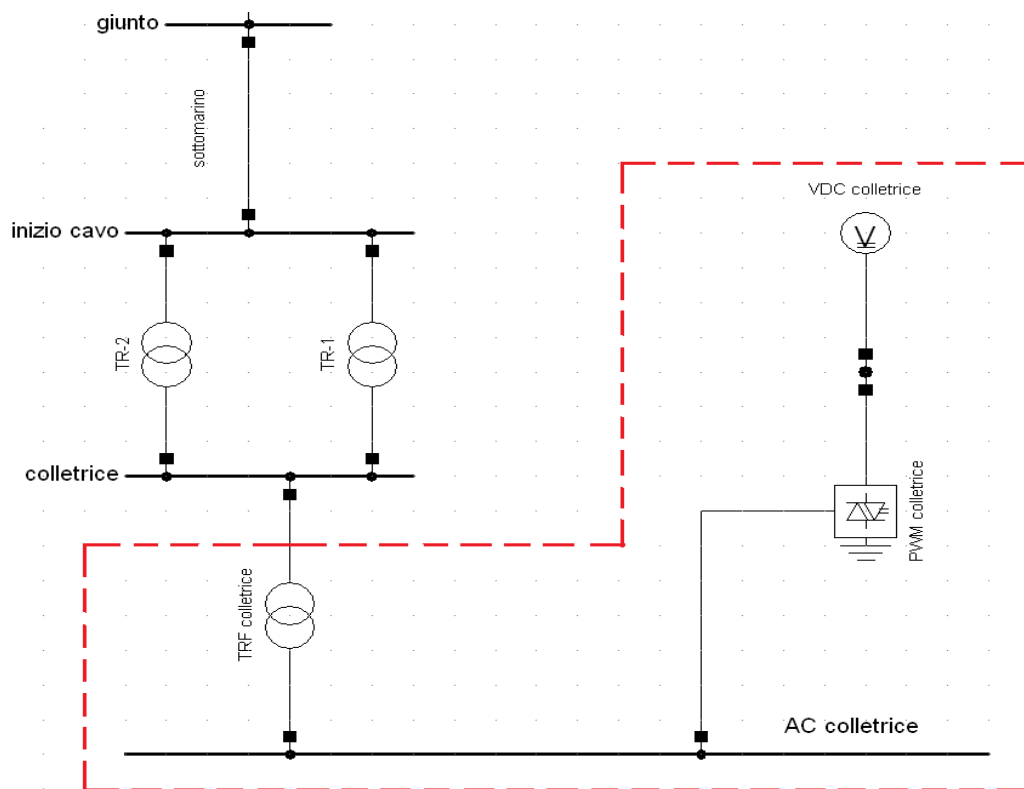 giunto
sottomarino
VDC colletrice
inizio cavo
V
TR-2
TR-1
colletrice
PWM colletrice
TRF colletrice
AC colletrice